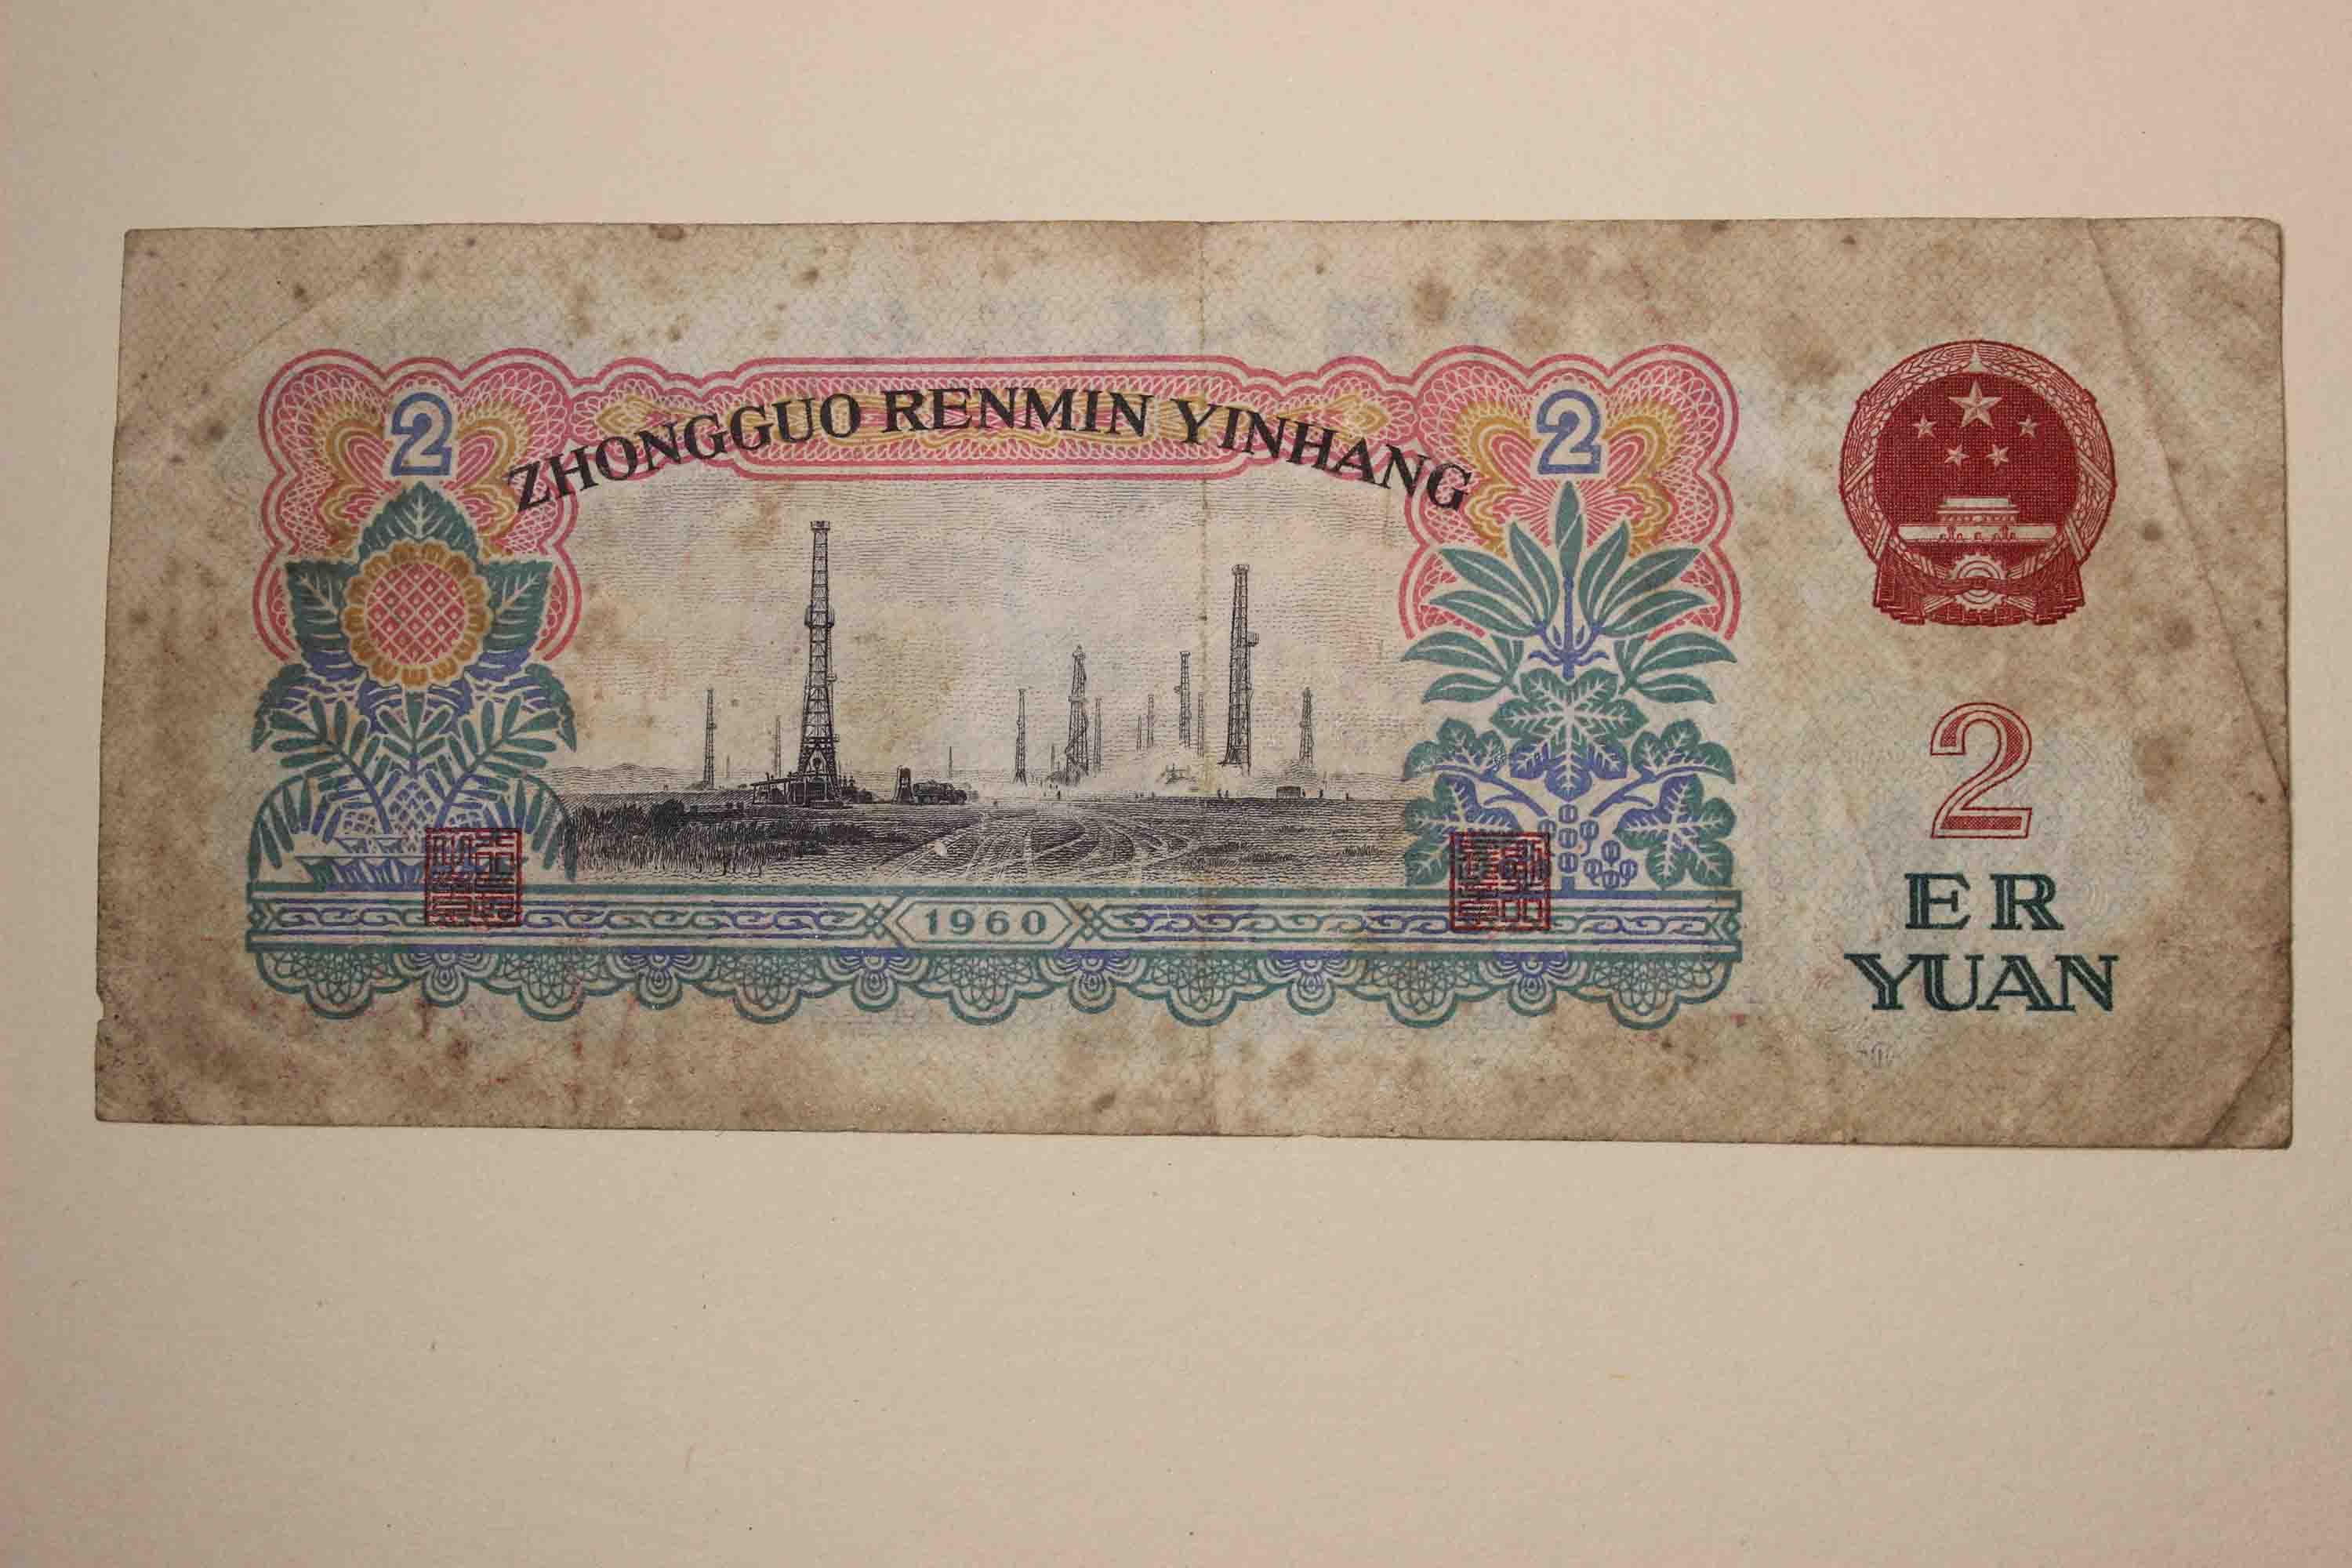 2
ZHONGGUO RENMIN YINHANG
2
2
ER
YUAN
1960